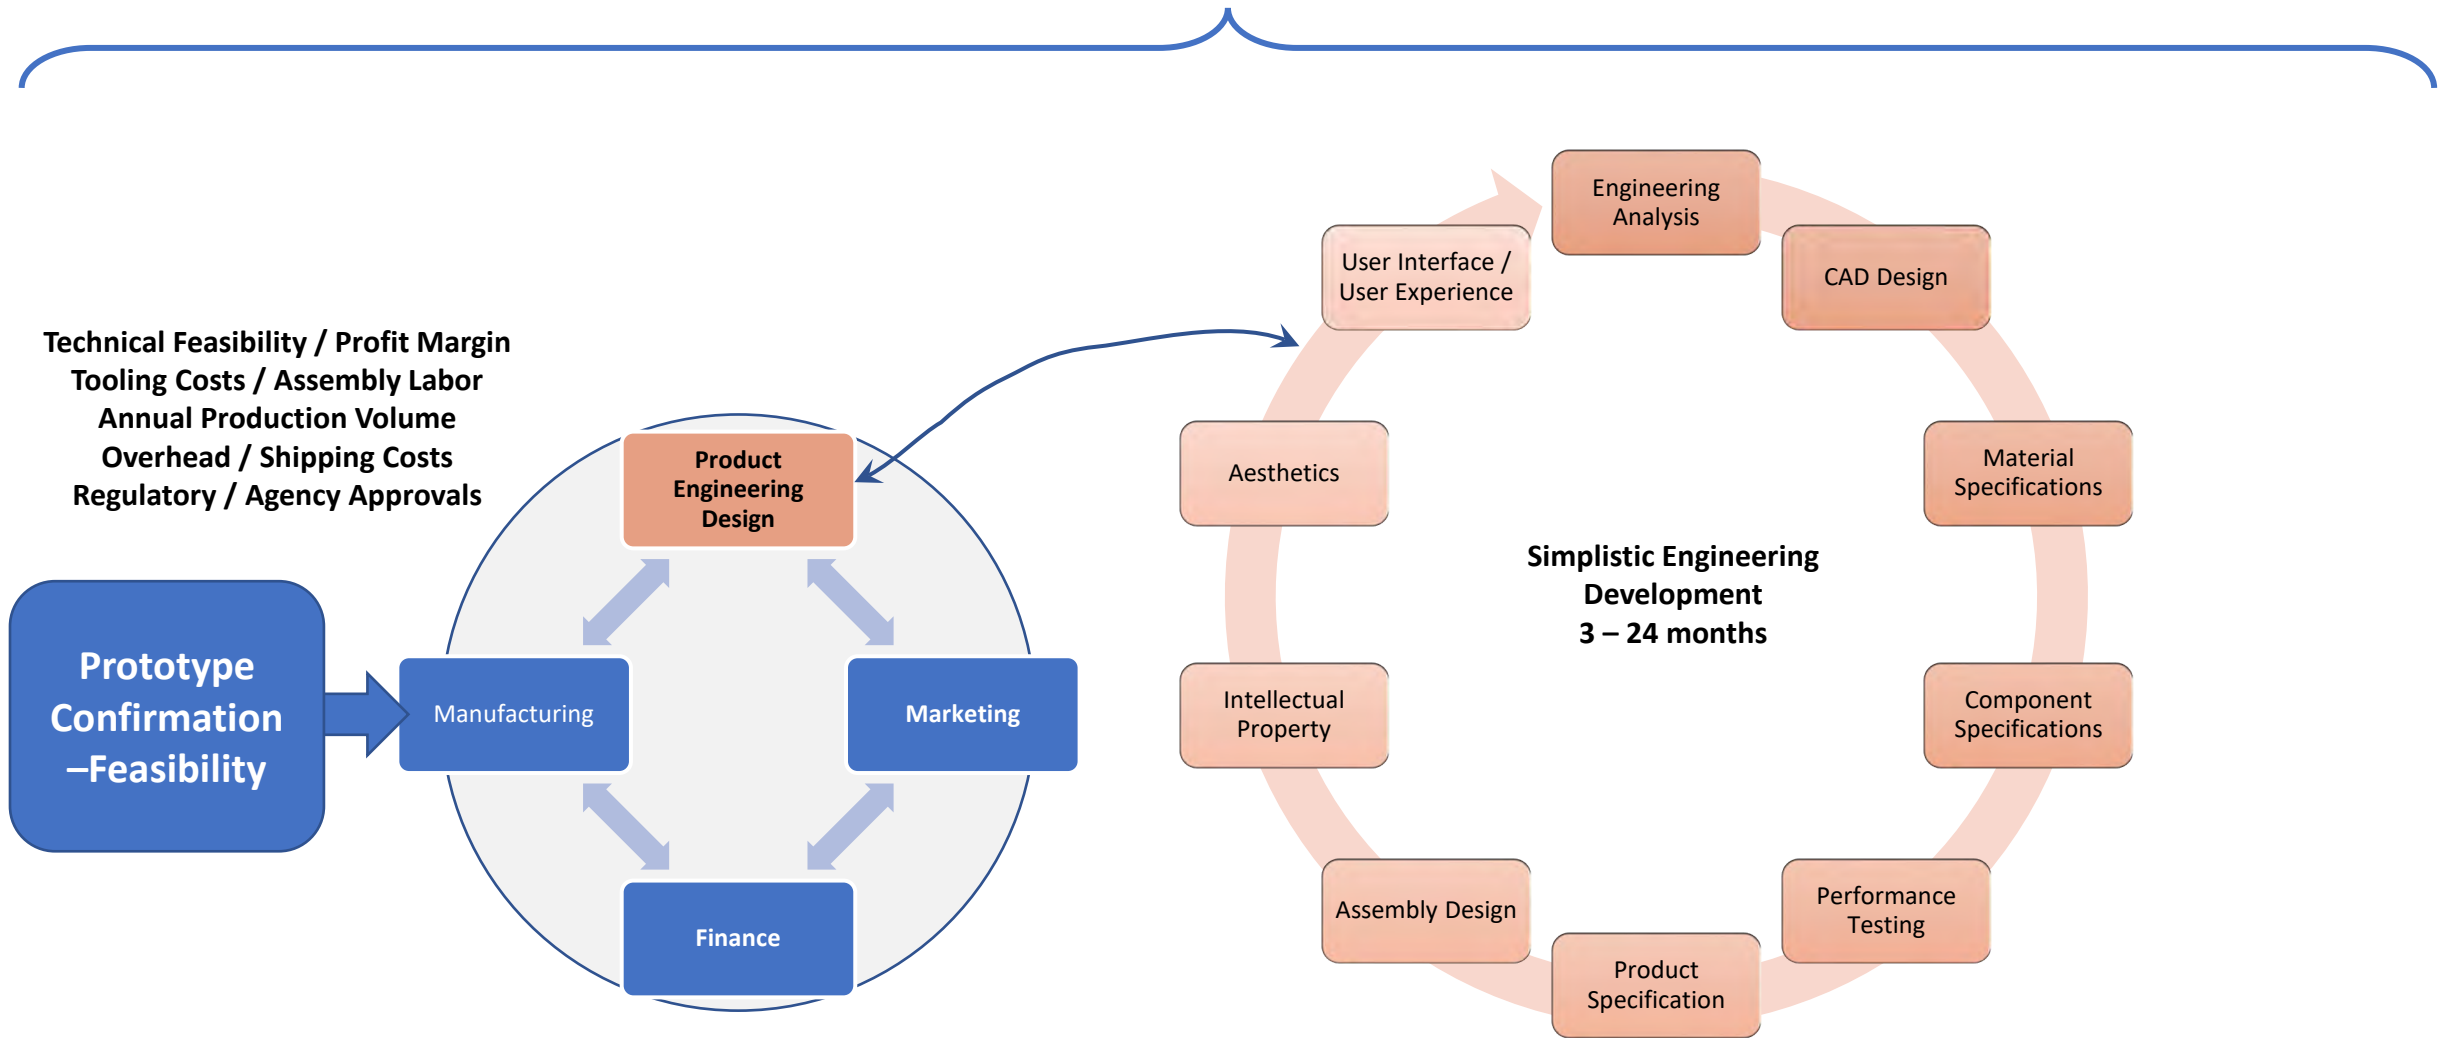 Technical Feasibility / Profit Margin
Tooling Costs / Assembly Labor
Annual Production Volume
Overhead / Shipping Costs
Regulatory / Agency Approvals
Prototype
Confirmation
–Feasibility
Product
Engineering
Design
Manufacturing
Marketing
Finance
Engineering
Analysis
CAD Design
Material
Specifications
Component
Specifications
Performance
Testing
Product
Specification
Assembly Design
Intellectual
Property
Aesthetics
User Interface /
User Experience
Simplistic Engineering
Development
3 – 24 months